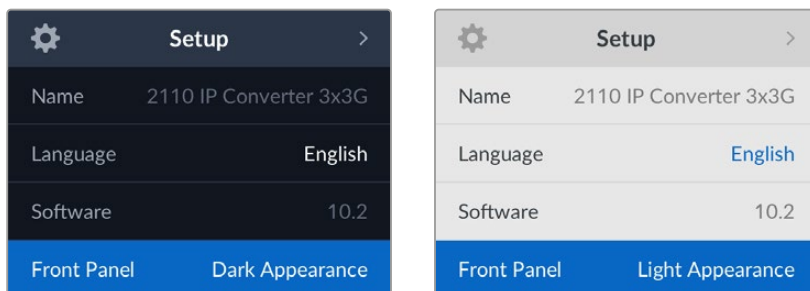 Setup
Name 2110 IP Converter 3x3G
Language English
Software 10.2
Front Panel Dark Appearance
Setup
Name 2110 IP Converter 3x3G
Language English
Software 10.2
Front Panel Light Appearance